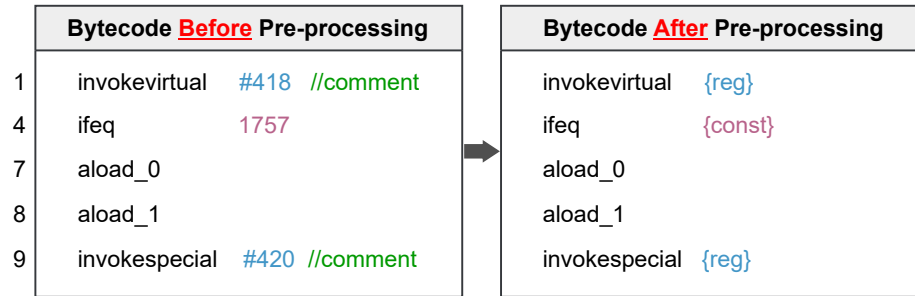 Bytecode Before Pre-processing
1 invokevirtual #418 //comment
4 ifeq 1757
7 aload_0
8 aload_1
9 invokespecial #420 //comment
Bytecode After Pre-processing
invokevirtual {reg}
ifeq {const}
aload_0
aload_1
invokespecial {reg}